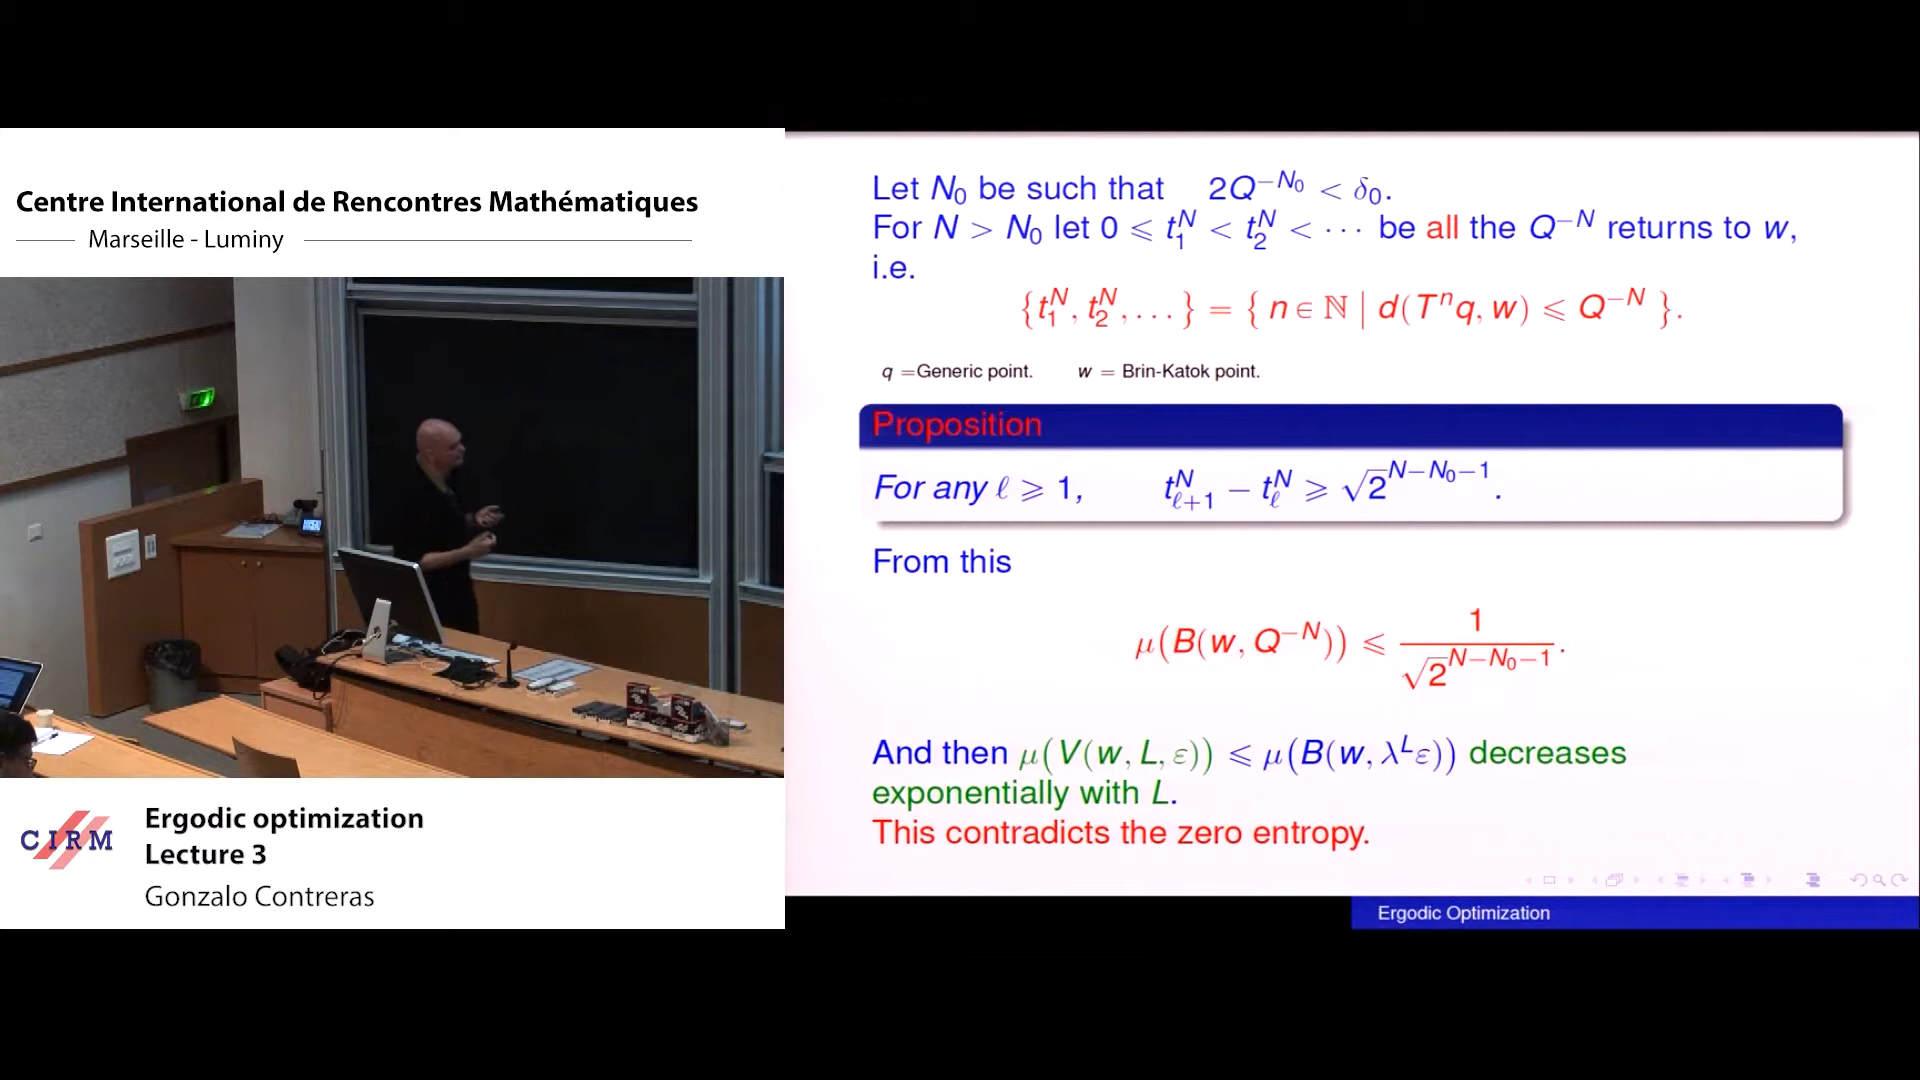 Centre International de Rencontres Mathématiques
Marseille - Luminy
CIRM
Ergodic optimization
Lecture 3
Gonzalo Contreras
Let N₀ be such that 2Q^{-N₀} < δ₀.
For N > N₀ let 0 ⩽ t₁^N < t₂^N < ··· be all the Q^{-N} returns to w,
i.e.
{t₁^N, t₂^N, ...} = { n ∈ ℕ | d(Tⁿq, w) ⩽ Q^{-N} }.
q =Generic point. w = Brin-Katok point.
Proposition
For any ℓ ⩾ 1, t_{ℓ+1}^N − t_ℓ^N ⩾ √2^{N−N₀−1}.
From this
μ(B(w, Q^{-N})) ⩽ 1 / √2^{N−N₀−1}.
And then μ(V(w, L, ε)) ⩽ μ(B(w, λ^L ε)) decreases
exponentially with L.
This contradicts the zero entropy.
Ergodic Optimization